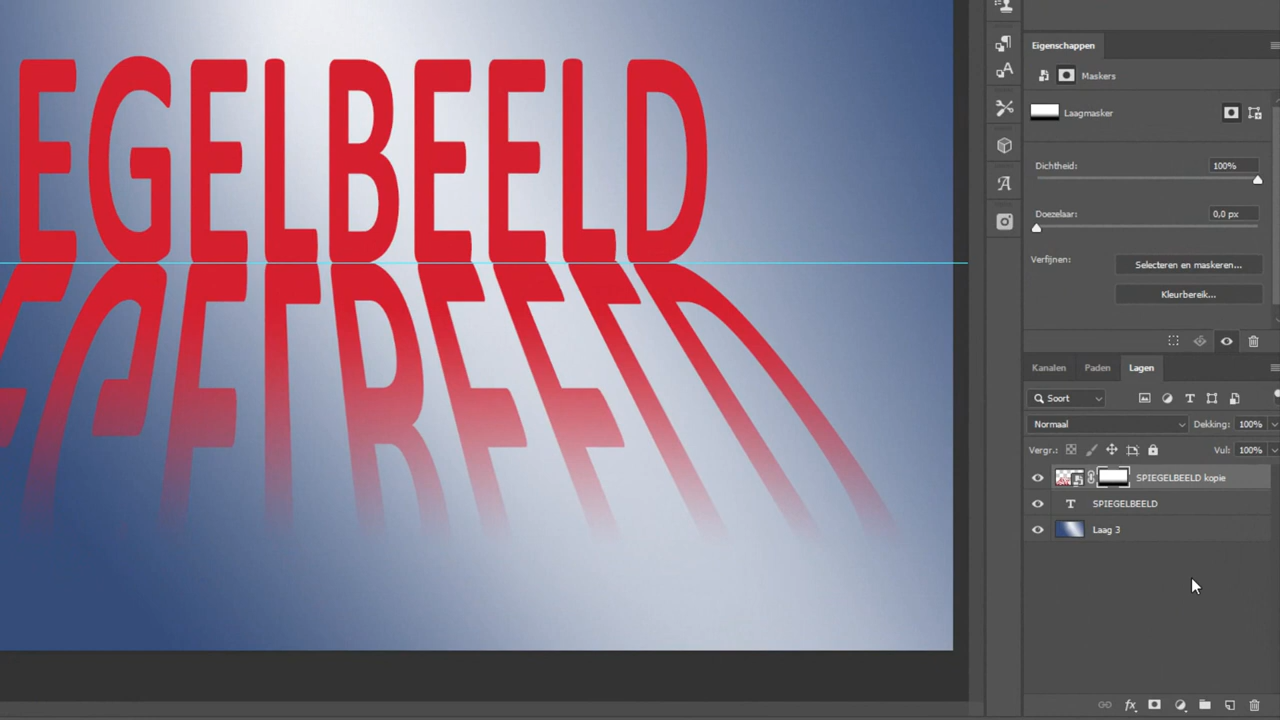 EGELBEELD
Eigenschappen
Maskers
Laagmasker
Dichtheid: 100%
Doezelaar: 0,0 px
Verfijnen: Selecteren en maskeren...
Kleurbereik...
Kanalen Paden Lagen
Soort
Normaal Dekking: 100%
Vergr.: Vul: 100%
SPIEGELBEELD kopie
T SPIEGELBEELD
Laag 3
fx